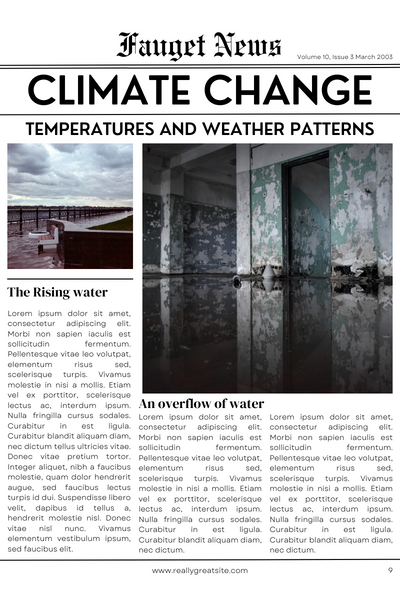 Fauget News
Volume 10, Issue 3 March 2003
CLIMATE CHANGE
TEMPERATURES AND WEATHER PATTERNS
The Rising water
Lorem ipsum dolor sit amet,
consectetur adipiscing elit.
Morbi non sapien iaculis est
sollicitudin fermentum.
Pellentesque vitae leo volutpat,
elementum risus sed,
scelerisque turpis. Vivamus
molestie in nisi a mollis. Etiam
vel ex porttitor, scelerisque
lectus ac, interdum ipsum.
Nulla fringilla cursus sodales.
Curabitur in est ligula.
Curabitur blandit aliquam diam,
nec dictum ultricies vitae.
Donec vitae pretium tortor.
Integer aliquet, nibh a faucibus
molestie, quam dolor hendrerit
augue, sed faucibus lectus
turpis id dui. Suspendisse libero
velit, dapibus id tellus a,
hendrerit molestie nisl. Donec
vitae nisl nunc. Vivamus
elementum vestibulum ipsum,
sed faucibus elit.
An overflow of water
Lorem ipsum dolor sit amet,
consectetur adipiscing elit.
Morbi non sapien iaculis est
sollicitudin fermentum.
Pellentesque vitae leo volutpat,
elementum risus sed,
scelerisque turpis. Vivamus
molestie in nisi a mollis. Etiam
vel ex porttitor, scelerisque
lectus ac, interdum ipsum.
Nulla fringilla cursus sodales.
Curabitur in est ligula.
Curabitur blandit aliquam diam,
nec dictum.
Lorem ipsum dolor sit amet,
consectetur adipiscing elit.
Morbi non sapien iaculis est
sollicitudin fermentum.
Pellentesque vitae leo volutpat,
elementum risus sed,
scelerisque turpis. Vivamus
molestie in nisi a mollis. Etiam
vel ex porttitor, scelerisque
lectus ac, interdum ipsum.
Nulla fringilla cursus sodales.
Curabitur in est ligula.
Curabitur blandit aliquam diam,
nec dictum.
www.reallygreatsite.com
9